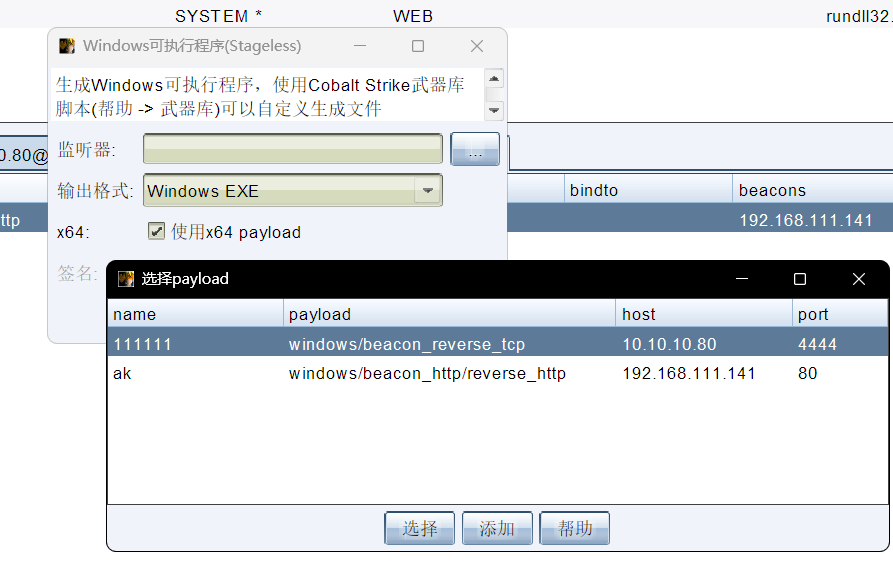 SYSTEM * WEB rundll32.
Windows可执行程序(Stageless)
生成Windows可执行程序，使用Cobalt Strike武器库
脚本(帮助 -> 武器库)可以自定义生成文件
0.80@
监听器: ...
输出格式: Windows EXE
bindto beacons
ttp 192.168.111.141
x64: 使用x64 payload
签名:
选择payload
name payload host port
111111 windows/beacon_reverse_tcp 10.10.10.80 4444
ak windows/beacon_http/reverse_http 192.168.111.141 80
选择 添加 帮助